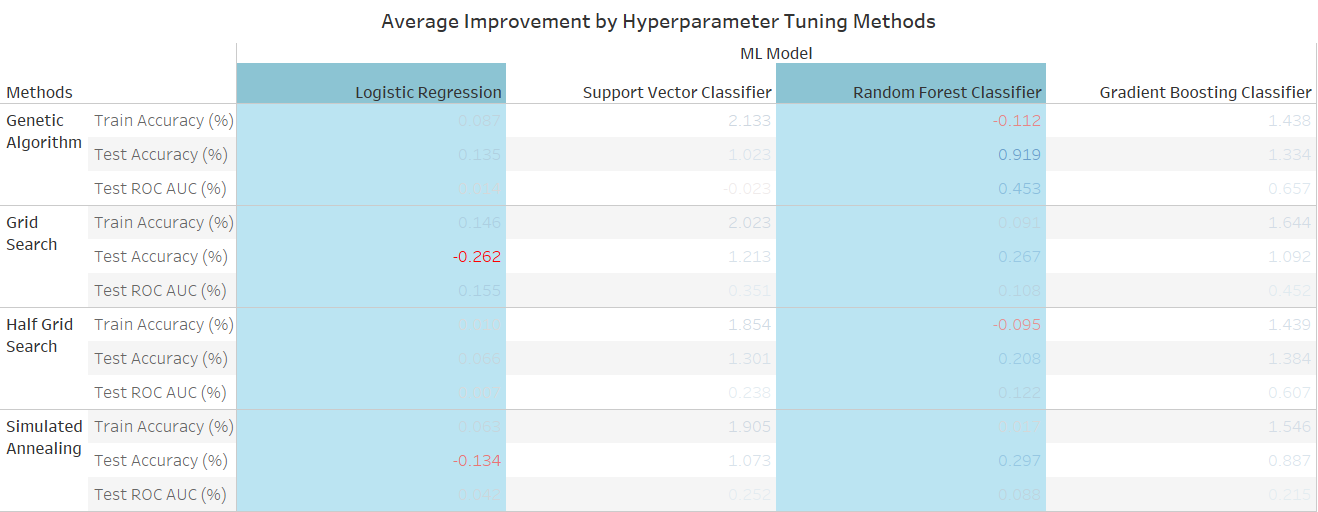 Average Improvement by Hyperparameter Tuning Methods
ML Model
Methods Logistic Regression Support Vector Classifier Random Forest Classifier Gradient Boosting Classifier
Genetic Algorithm Train Accuracy (%) 0.087 2.133 -0.112 1.438
Test Accuracy (%) 0.135 1.023 0.919 1.334
Test ROC AUC (%) -0.023 0.453 0.657
Grid Search Train Accuracy (%) 0.146 2.023 0.091 1.644
Test Accuracy (%) -0.262 1.213 0.267 1.092
Test ROC AUC (%) 0.155 0.351 0.108 0.452
Half Grid Search Train Accuracy (%) 1.854 -0.095 1.439
Test Accuracy (%) 0.066 1.301 0.208 1.384
Test ROC AUC (%) 0.238 0.122 0.607
Simulated Annealing Train Accuracy (%) 0.063 1.905 1.546
Test Accuracy (%) -0.134 1.073 0.297 0.887
Test ROC AUC (%) 0.042 0.252 0.088 0.215